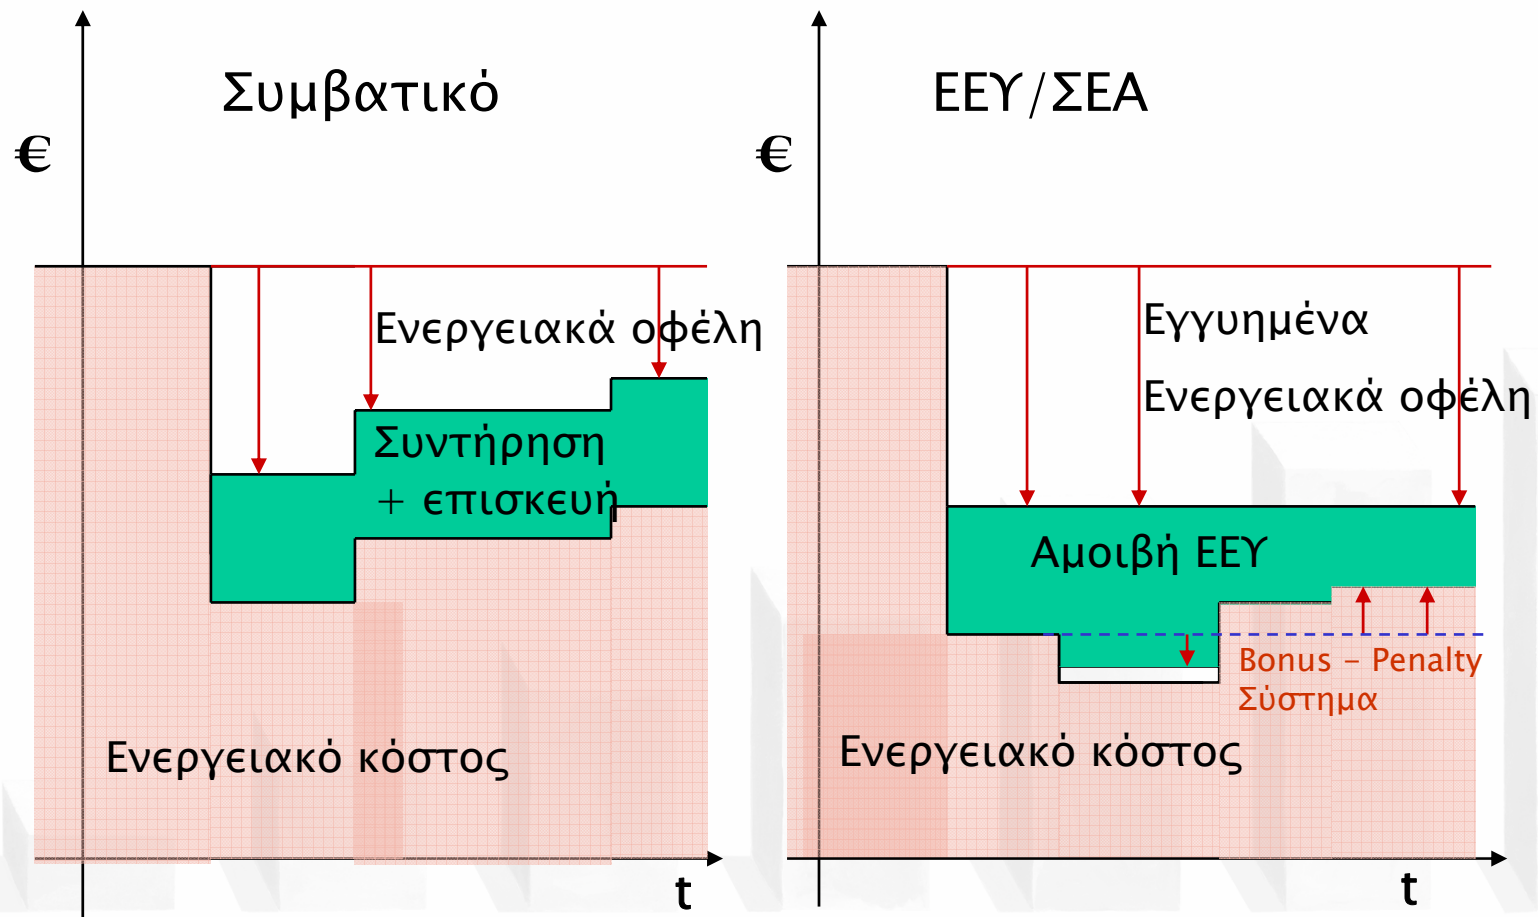 Συμβατικό
€
Ενεργειακά οφέλη
Συντήρηση
+ επισκευή
Ενεργειακό κόστος
t
ΕΕΥ/ΣΕΑ
€
Εγγυημένα
Ενεργειακά οφέλη
Αμοιβή ΕΕΥ
Bonus – Penalty
Σύστημα
Ενεργειακό κόστος
t